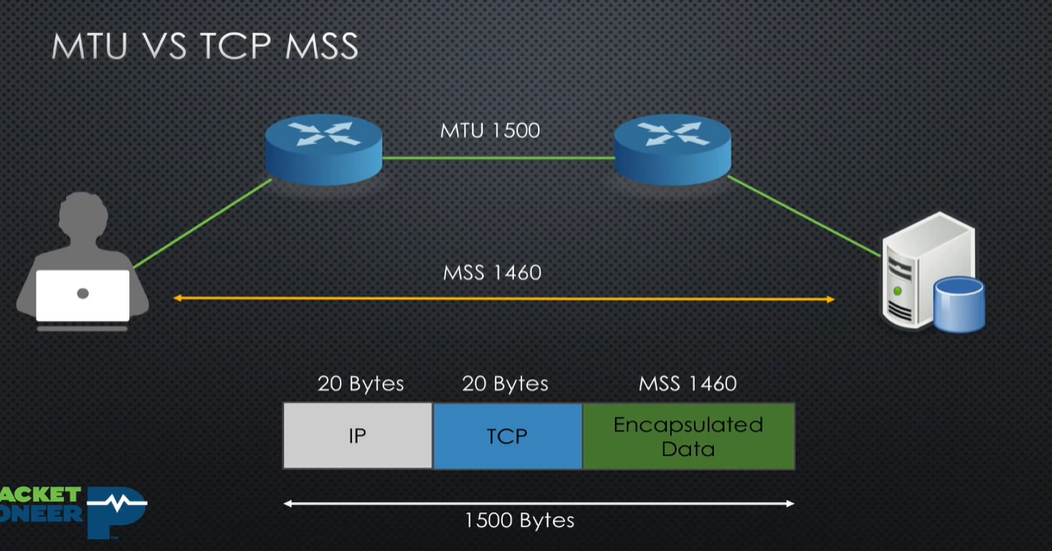 MTU VS TCP MSS
MTU 1500
MSS 1460
20 Bytes 20 Bytes MSS 1460
IP TCP Encapsulated
Data
1500 Bytes
ACKET
ONEER